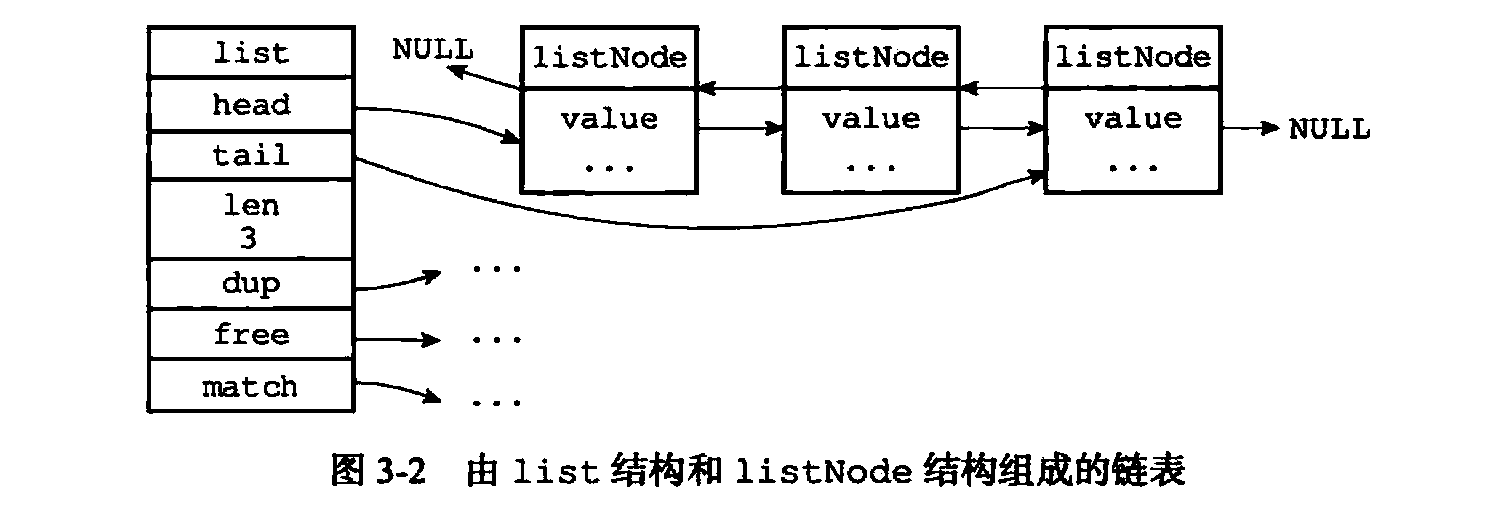 list
head
tail
len
3
dup
free
match
NULL
listNode
value
...
listNode
value
...
listNode
value
...
NULL
...
...
...
图 3-2 由 list 结构和 listNode 结构组成的链表